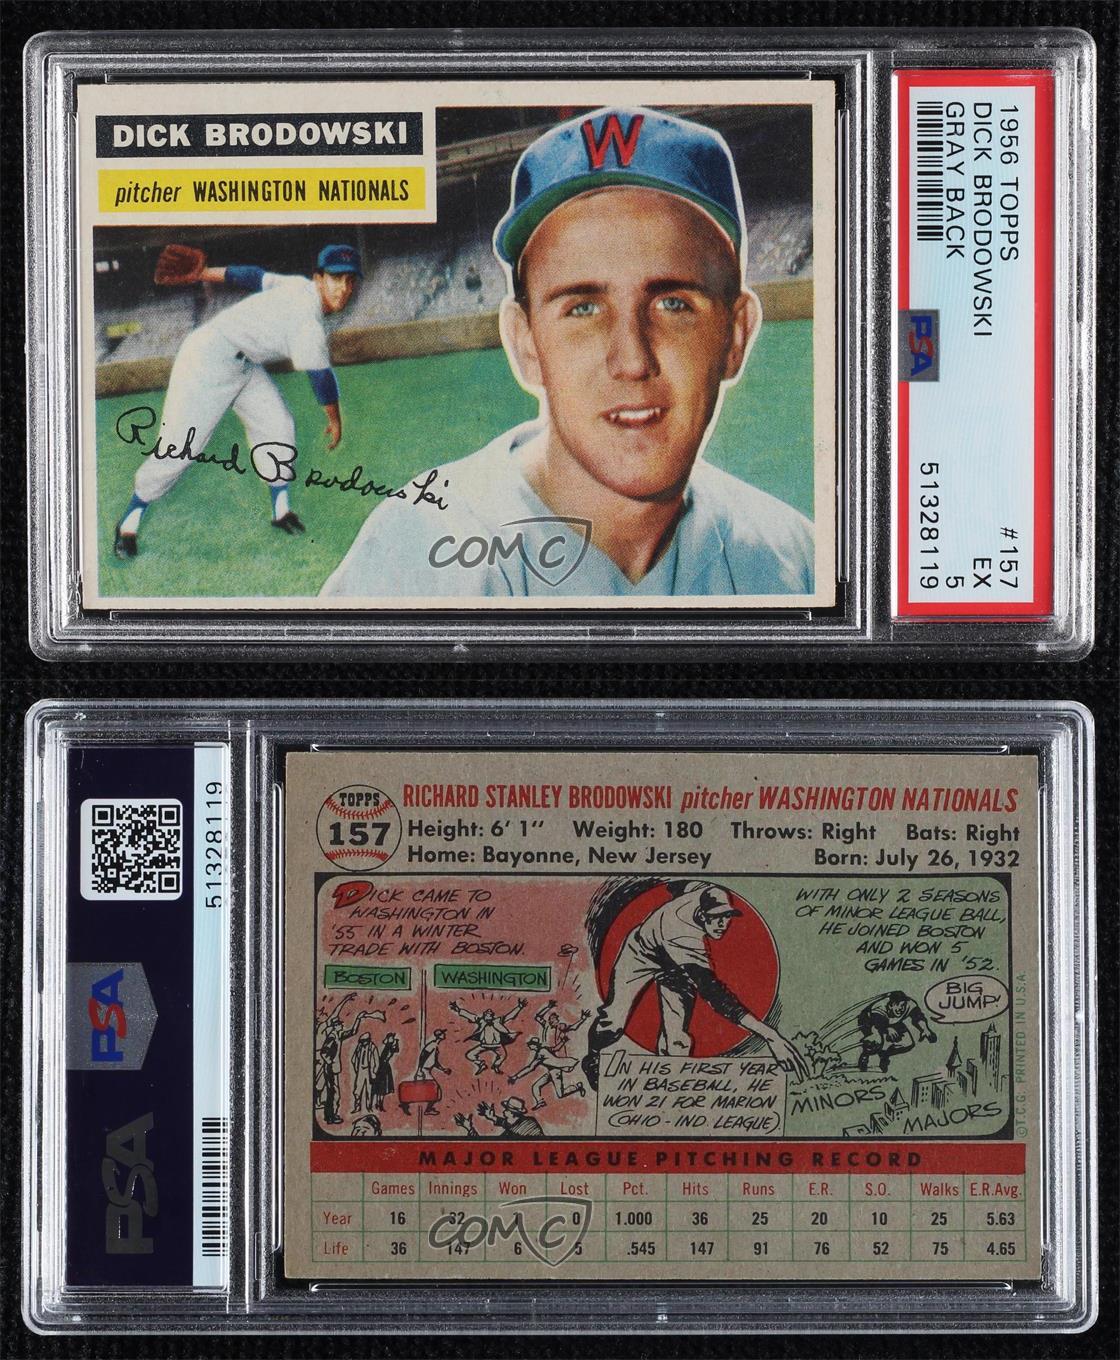 DICK BRODOWSKI
pitcher WASHINGTON NATIONALS
W
W
Richard Brodowski
COMC
1956 TOPPS #157
DICK BRODOWSKI EX
GRAY BACK 5
PSA
51328119
51328119
PSA
PSA
TOPPS
157
RICHARD STANLEY BRODOWSKI pitcher WASHINGTON NATIONALS
Height: 6' 1" Weight: 180 Throws: Right Bats: Right
Home: Bayonne, New Jersey Born: July 26, 1932
DICK CAME TO
WASHINGTON IN
'55 IN A WINTER
TRADE WITH BOSTON.
BOSTON
WASHINGTON
IN HIS FIRST YEAR
IN BASEBALL, HE
WON 21 FOR MARION
(OHIO-IND. LEAGUE)
WITH ONLY 2 SEASONS
OF MINOR LEAGUE BALL,
HE JOINED BOSTON
AND WON 5
GAMES IN '52.
BIG
JUMP!
MINORS
MAJORS
©T.C.G. PRINTED IN U.S.A.
MAJOR LEAGUE PITCHING RECORD
Games Innings Won Lost Pct. Hits Runs E.R. S.O. Walks E.R.Avg.
Year 16 32 0 1.000 36 25 20 10 25 5.63
Life 36 147 6 5 .545 147 91 76 52 75 4.65
COMC